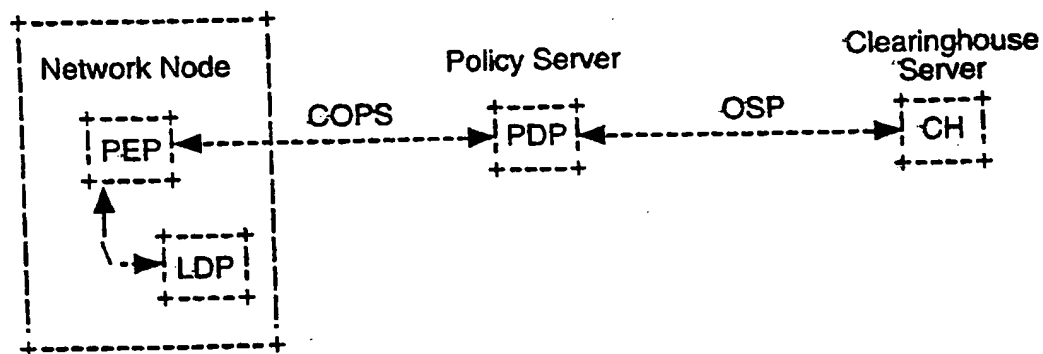 Network Node
Policy Server
Clearinghouse
Server
COPS
OSP
PEP
PDP
CH
LDP